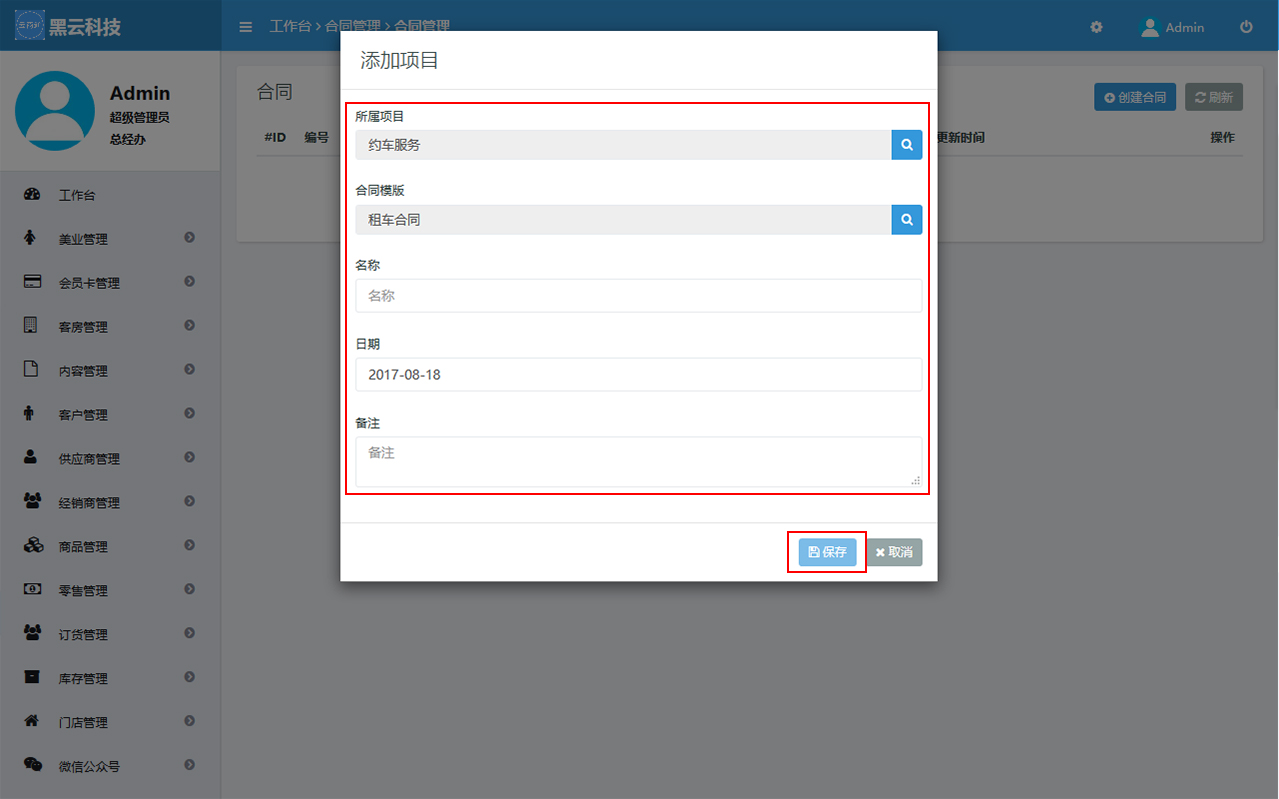 黑云科技
工作台 > 合同管理 > 合同管理
Admin
Admin
超级管理员
总经办
工作台
美业管理
会员卡管理
客房管理
内容管理
客户管理
供应商管理
经销商管理
商品管理
零售管理
订货管理
库存管理
门店管理
微信公众号
合同
创建合同
刷新
#ID 编号 更新时间 操作
添加项目
所属项目
约车服务
合同模版
租车合同
名称
名称
日期
2017-08-18
备注
备注
保存
取消